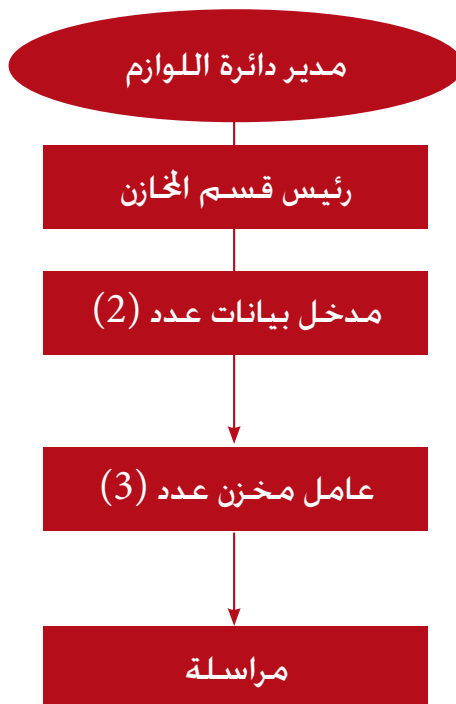 مدير دائرة اللوازم
رئيس قسم المخازن
مدخل بيانات عدد (2)
عامل مخزن عدد (3)
مراسلة